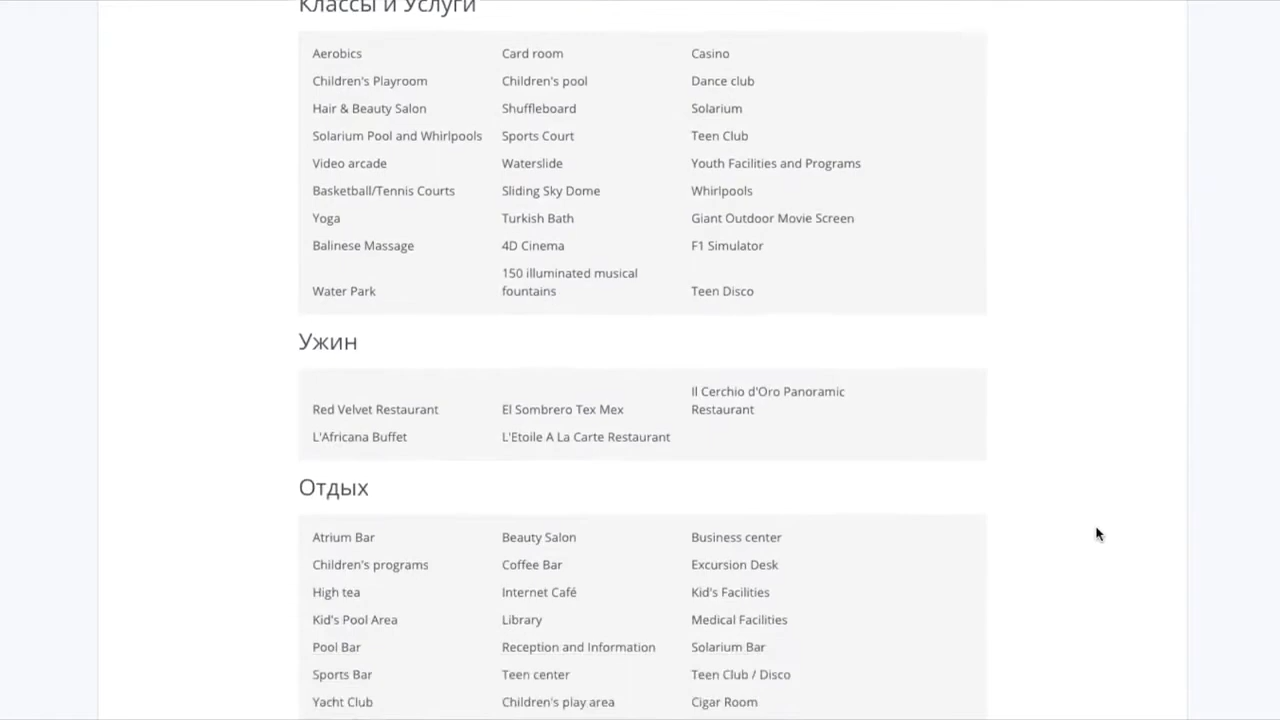 Классы и Услуги
Aerobics Card room Casino
Children's Playroom Children's pool Dance club
Hair & Beauty Salon Shuffleboard Solarium
Solarium Pool and Whirlpools Sports Court Teen Club
Video arcade Waterslide Youth Facilities and Programs
Basketball/Tennis Courts Sliding Sky Dome Whirlpools
Yoga Turkish Bath Giant Outdoor Movie Screen
Balinese Massage 4D Cinema F1 Simulator
150 illuminated musical
Water Park fountains Teen Disco
Ужин
Il Cerchio d'Oro Panoramic
Red Velvet Restaurant El Sombrero Tex Mex Restaurant
L'Africana Buffet L'Etoile A La Carte Restaurant
Отдых
Atrium Bar Beauty Salon Business center
Children's programs Coffee Bar Excursion Desk
High tea Internet Café Kid's Facilities
Kid's Pool Area Library Medical Facilities
Pool Bar Reception and Information Solarium Bar
Sports Bar Teen center Teen Club / Disco
Yacht Club Children's play area Cigar Room